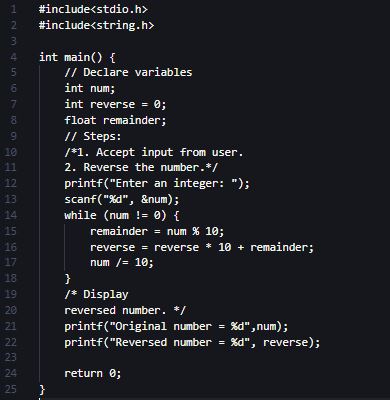 1 #include<stdio.h>
2 #include<string.h>
3
4 int main() {
5 // Declare variables
6 int num;
7 int reverse = 0;
8 float remainder;
9 // Steps:
10 /*1. Accept input from user.
11 2. Reverse the number.*/
12 printf("Enter an integer: ");
13 scanf("%d", &num);
14 while (num != 0) {
15 remainder = num % 10;
16 reverse = reverse * 10 + remainder;
17 num /= 10;
18 }
19 /* Display
20 reversed number. */
21 printf("Original number = %d",num);
22 printf("Reversed number = %d", reverse);
23
24 return 0;
25 }